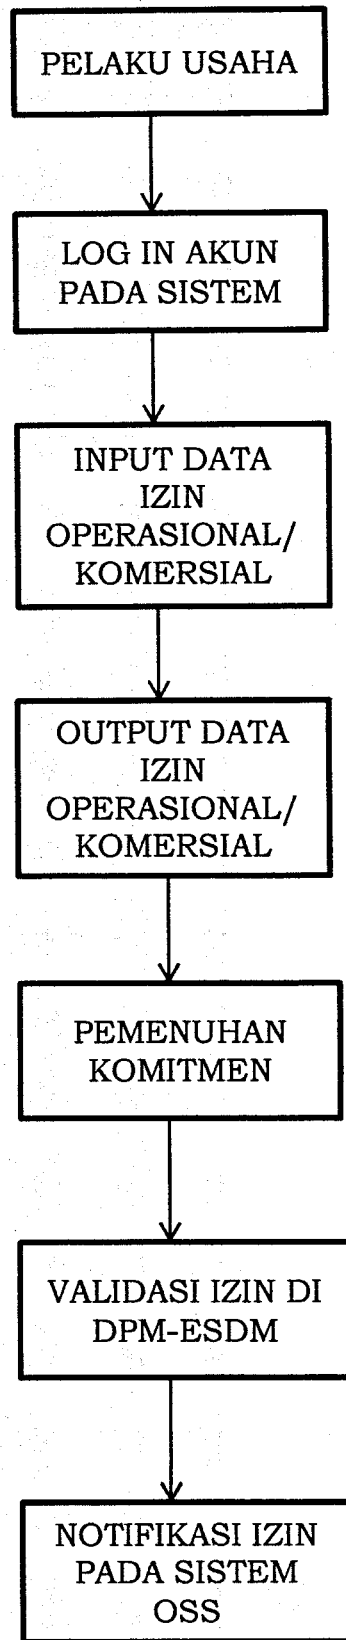 PELAKU USAHA
LOG IN AKUN
PADA SISTEM
INPUT DATA
IZIN
OPERASIONAL/
KOMERSIAL
OUTPUT DATA
IZIN
OPERASIONAL/
KOMERSIAL
PEMENUHAN
KOMITMEN
VALIDASI IZIN DI
DPM-ESDM
NOTIFIKASI IZIN
PADA SISTEM
OSS